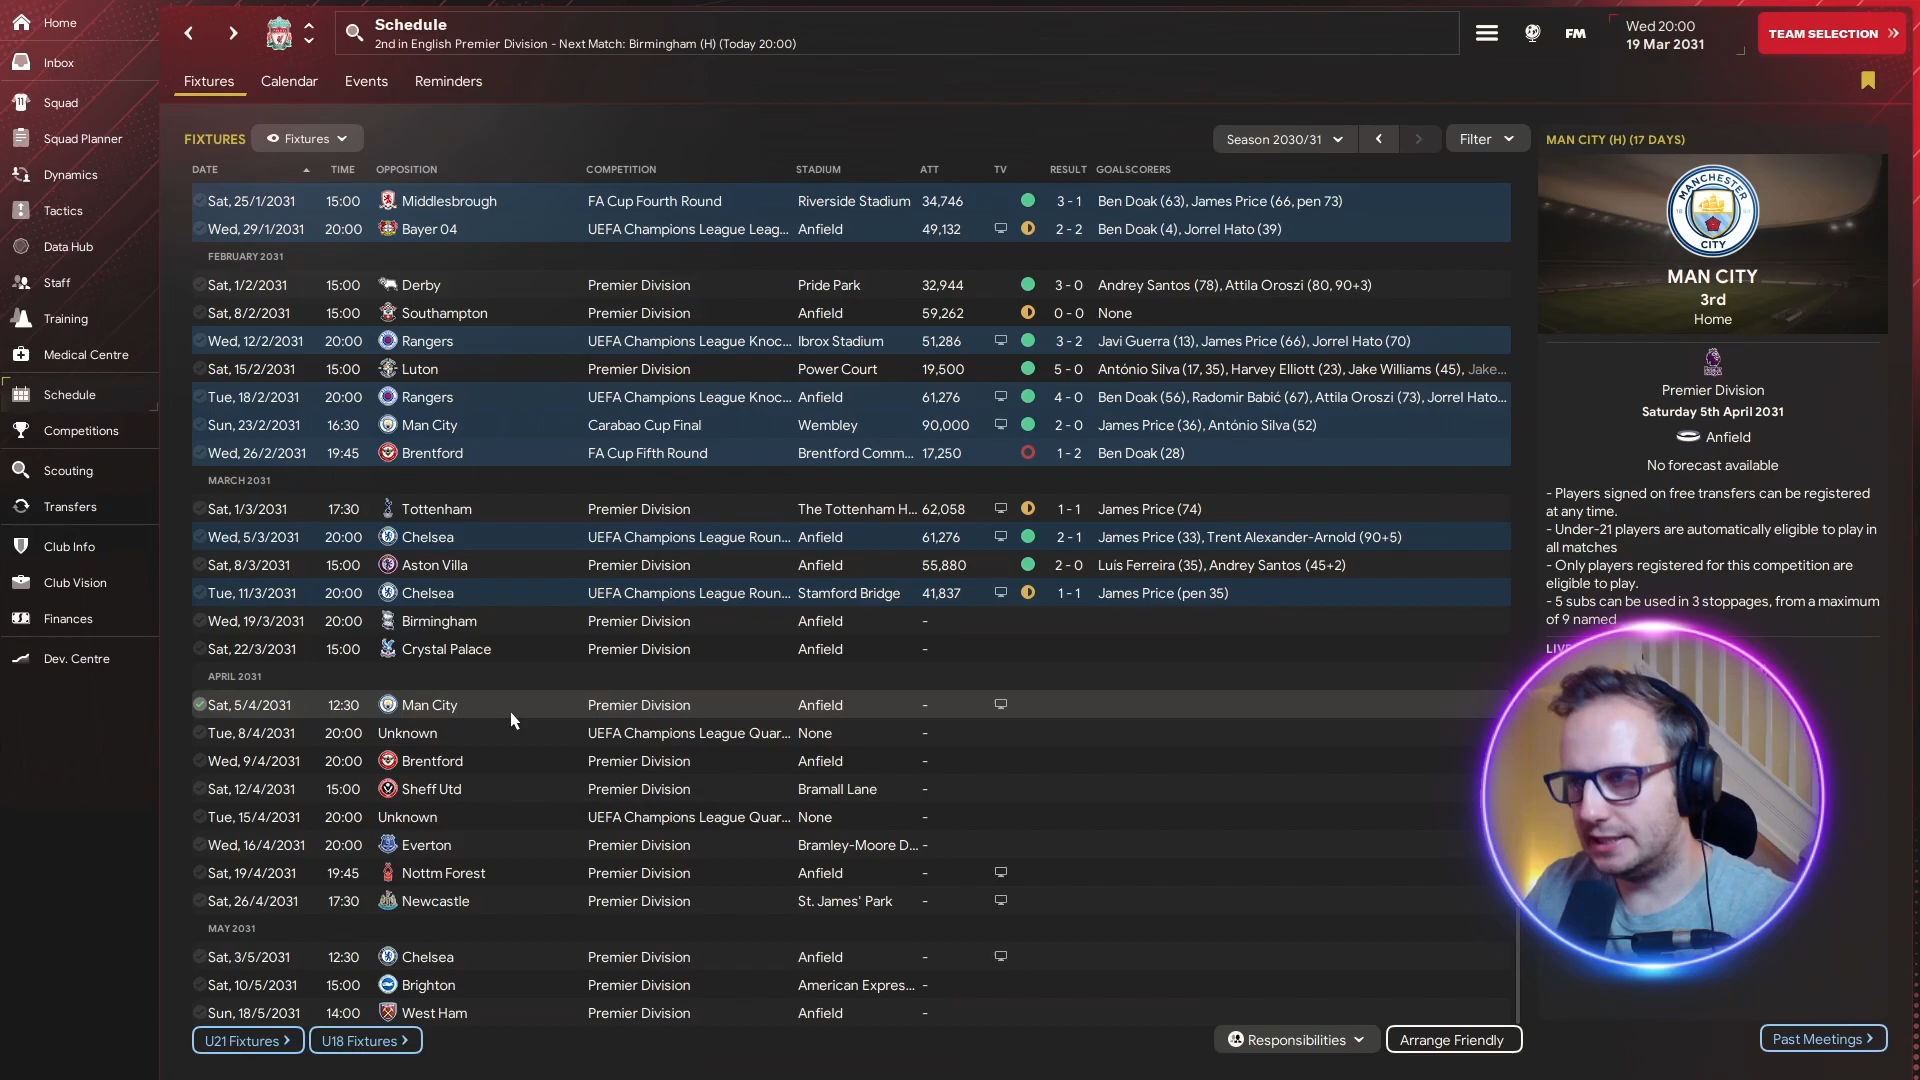 Home
Inbox
Squad
Squad Planner
Dynamics
Tactics
Data Hub
Staff
Training
Medical Centre
Schedule
Competitions
Scouting
Transfers
Club Info
Club Vision
Finances
Dev. Centre
Schedule
2nd in English Premier Division - Next Match: Birmingham (H) (Today 20:00)
FM
Wed 20:00
19 Mar 2031
TEAM SELECTION
Fixtures Calendar Events Reminders
FIXTURES Fixtures Season 2030/31 Filter
DATE TIME OPPOSITION COMPETITION STADIUM ATT TV RESULT GOALSCORERS
Sat, 25/1/2031 15:00 Middlesbrough FA Cup Fourth Round Riverside Stadium 34,746 3 - 1 Ben Doak (63), James Price (66, pen 73)
Wed, 29/1/2031 20:00 Bayer 04 UEFA Champions League Leag... Anfield 49,132 2 - 2 Ben Doak (4), Jorrel Hato (39)
FEBRUARY 2031
Sat, 1/2/2031 15:00 Derby Premier Division Pride Park 32,944 3 - 0 Andrey Santos (78), Attila Oroszi (80, 90+3)
Sat, 8/2/2031 15:00 Southampton Premier Division Anfield 59,262 0 - 0 None
Wed, 12/2/2031 20:00 Rangers UEFA Champions League Knoc... Ibrox Stadium 51,286 3 - 2 Javi Guerra (13), James Price (66), Jorrel Hato (70)
Sat, 15/2/2031 15:00 Luton Premier Division Power Court 19,500 5 - 0 António Silva (17, 35), Harvey Elliott (23), Jake Williams (45), Jake...
Tue, 18/2/2031 20:00 Rangers UEFA Champions League Knoc... Anfield 61,276 4 - 0 Ben Doak (56), Radomir Babić (67), Attila Oroszi (73), Jorrel Hato...
Sun, 23/2/2031 16:30 Man City Carabao Cup Final Wembley 90,000 2 - 0 James Price (36), António Silva (52)
Wed, 26/2/2031 19:45 Brentford FA Cup Fifth Round Brentford Comm... 17,250 1 - 2 Ben Doak (28)
MARCH 2031
Sat, 1/3/2031 17:30 Tottenham Premier Division The Tottenham H... 62,058 1 - 1 James Price (74)
Wed, 5/3/2031 20:00 Chelsea UEFA Champions League Roun... Anfield 61,276 2 - 1 James Price (33), Trent Alexander-Arnold (90+5)
Sat, 8/3/2031 15:00 Aston Villa Premier Division Anfield 55,880 2 - 0 Luís Ferreira (35), Andrey Santos (45+2)
Tue, 11/3/2031 20:00 Chelsea UEFA Champions League Roun... Stamford Bridge 41,837 1 - 1 James Price (pen 35)
Wed, 19/3/2031 20:00 Birmingham Premier Division Anfield -
Sat, 22/3/2031 15:00 Crystal Palace Premier Division Anfield -
APRIL 2031
Sat, 5/4/2031 12:30 Man City Premier Division Anfield -
Tue, 8/4/2031 20:00 Unknown UEFA Champions League Quar... None -
Wed, 9/4/2031 20:00 Brentford Premier Division Anfield -
Sat, 12/4/2031 15:00 Sheff Utd Premier Division Bramall Lane -
Tue, 15/4/2031 20:00 Unknown UEFA Champions League Quar... None -
Wed, 16/4/2031 20:00 Everton Premier Division Bramley-Moore D... -
Sat, 19/4/2031 19:45 Nottm Forest Premier Division Anfield -
Sat, 26/4/2031 17:30 Newcastle Premier Division St. James' Park -
MAY 2031
Sat, 3/5/2031 12:30 Chelsea Premier Division Anfield -
Sat, 10/5/2031 15:00 Brighton Premier Division American Expres... -
Sun, 18/5/2031 14:00 West Ham Premier Division Anfield -
U21 Fixtures U18 Fixtures Responsibilities Arrange Friendly
MAN CITY (H) (17 DAYS)
MANCHESTER
CITY
MAN CITY
3rd
Home
Premier Division
Saturday 5th April 2031
Anfield
No forecast available
- Players signed on free transfers can be registered
at any time.
- Under-21 players are automatically eligible to play in
all matches
- Only players registered for this competition are
eligible to play.
- 5 subs can be used in 3 stoppages, from a maximum
of 9 named
Past Meetings